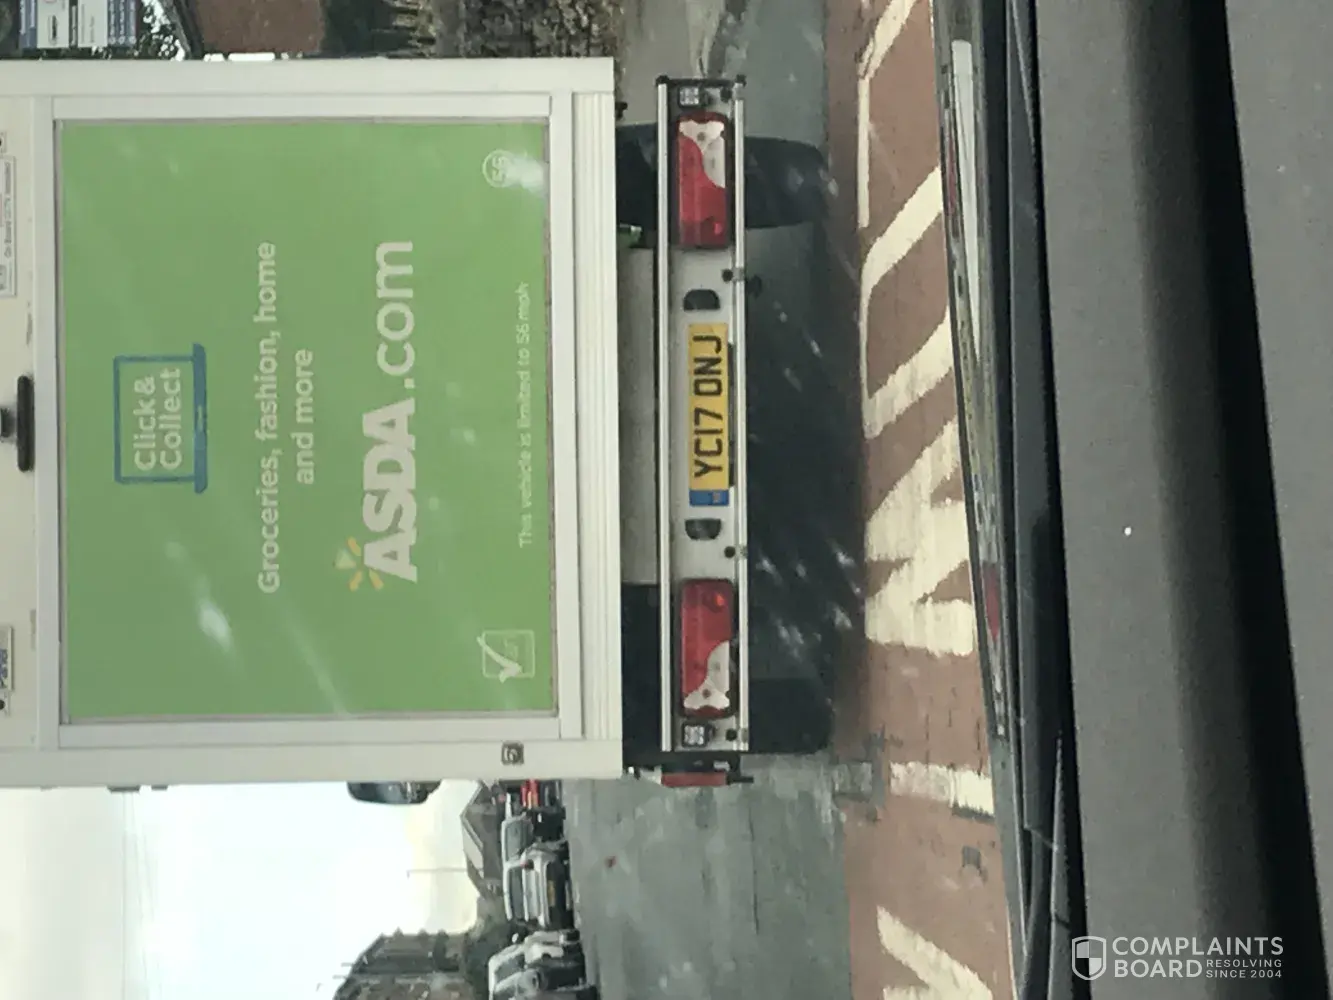 Click &
Collect
Groceries, fashion, home
and more
ASDA.com
This vehicle is limited to 56 mph
YC17 ONJ
COMPLAINTS
BOARD
RESOLVING
SINCE 2004